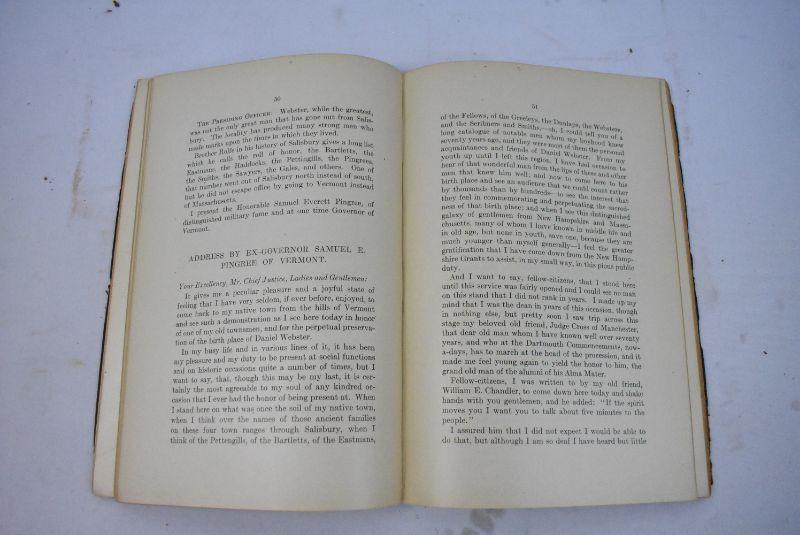 50
THE PRESIDING OFFICER. Webster, while the greatest,
was not the only great man that has gone out from Salis-
bury. The locality has produced many strong men who
made marks upon the times in which they lived.
Brother Rolfe in his history of Salisbury gives a long list
which he calls the roll of honor, the Bartletts, the
Eastmans, the Haddocks, the Pettingills, the Pingrees,
the Smiths, the Sawyers, the Gales, and others. One of
that number went out of Salisbury north instead of south,
but he did not escape office by going to Vermont instead
of Massachusetts.
I present the Honorable Samuel Everett Pingree, of
distinguished military fame and at one time Governor of
Vermont.
ADDRESS BY EX-GOVERNOR SAMUEL E.
PINGREE OF VERMONT.
Your Excellency, Mr. Chief Justice, Ladies and Gentlemen:
It gives me a peculiar pleasure and a joyful state of
feeling that I have very seldom, if ever before, enjoyed, to
come back to my native town from the hills of Vermont
and see such a demonstration as I see here today in honor
of one of my old townsmen, and for the perpetual preserva-
tion of the birth place of Daniel Webster.
In my busy life and in various lines of it, it has been
my pleasure and my duty to be present at social functions
and on historic occasions quite a number of times, but I
want to say, that, though this may be my last, it is cer-
tainly the most agreeable to my soul of any kindred oc-
casion that I ever had the honor of being present at. When
I stand here on what was once the soil of my native town,
when I think over the names of those ancient families
on these four town ranges through Salisbury, when I
think of the Pettengills, of the Bartletts, of the Eastmans,
51
of the Fellows, of the Greeleys, the Dunlaps, the Websters,
and the Scribners and Smiths,—oh, I could tell you of a
long catalogue of notable men whom my boyhood knew
seventy years ago, and they were most of them the personal
acquaintances and friends of Daniel Webster. From my
youth up until I left this region, I have had occasion to
hear of that wonderful man from the lips of these and other
men that knew him well; and now to come here to his
birth place and see an audience that we could count rather
by thousands than by hundreds—to see the interest that
they feel in commemorating and perpetuating the sacred-
ness of that birth place; and when I see this distinguished
galaxy of gentlemen from New Hampshire and Massa-
chusetts, many of whom I have known in middle life and
in old age, but none in youth, save one, because they are
much younger than myself generally—I feel the greater
gratification that I have come down from the New Hamp-
shire Grants to assist, in my small way, in this pious public
duty.
And I want to say, fellow-citizens, that I stood here
until this service was fairly opened and I could see no man
on this stand that I did not rank in years. I made up my
mind that I was the dean in years of this occasion, though
in nothing else, but pretty soon I saw trip across this
stage my beloved old friend, Judge Cross of Manchester,
that dear old man whom I have known well over seventy
years, and who at the Dartmouth Commencements, now-
a-days, has to march at the head of the procession, and it
made me feel young again to yield the honor to him, the
grand old man of the alumni of his Alma Mater.
Fellow-citizens, I was written to by my old friend,
William E. Chandler, to come down here today and shake
hands with you gentlemen, and he added: "If the spirit
moves you I want you to talk about five minutes to the
people."
I assured him that I did not expect I would be able to
do that, but although I am so deaf I have heard but little